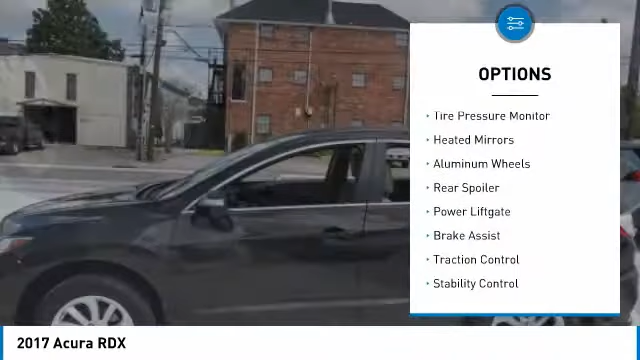 OPTIONS
• Tire Pressure Monitor
• Heated Mirrors
• Aluminum Wheels
• Rear Spoiler
• Power Liftgate
• Brake Assist
• Traction Control
• Stability Control
2017 Acura RDX